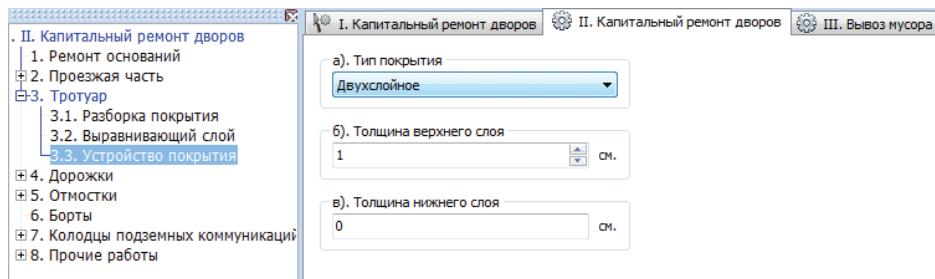 I. Капитальный ремонт дворов
II. Капитальный ремонт дворов
III. Вывоз мусора
. II. Капитальный ремонт дворов
1. Ремонт оснований
2. Проезжая часть
3. Тротуар
3.1. Разборка покрытия
3.2. Выравнивающий слой
3.3. Устройство покрытия
4. Дорожки
5. Отмостки
6. Борты
7. Колодцы подземных коммуникаций
8. Прочие работы
а). Тип покрытия
Двухслойное
б). Толщина верхнего слоя
1 см.
в). Толщина нижнего слоя
0 см.